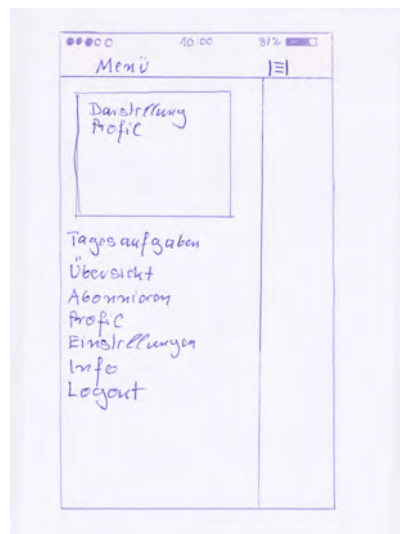 10:00 81%
Menü
Darstellung
Profil
Tagesaufgaben
Übersicht
Abonnieren
Profil
Einstellungen
Info
Logout